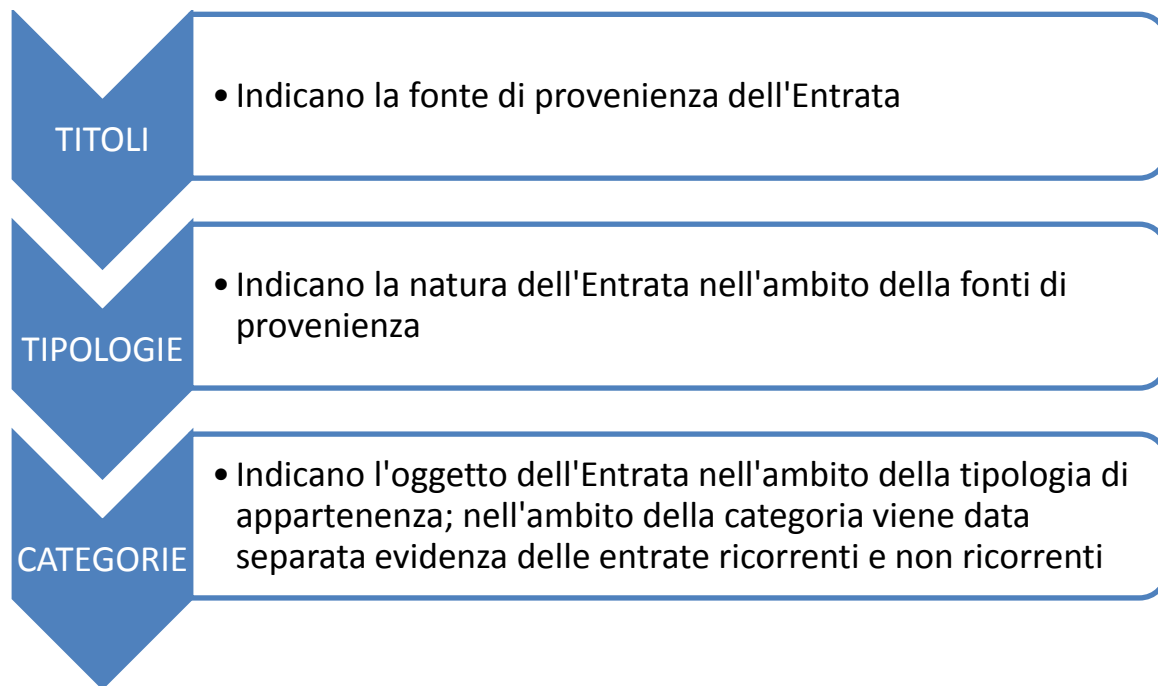 TITOLI
• Indicano la fonte di provenienza dell'Entrata
TIPOLOGIE
• Indicano la natura dell'Entrata nell'ambito della fonti di
provenienza
CATEGORIE
• Indicano l'oggetto dell'Entrata nell'ambito della tipologia di
appartenenza; nell'ambito della categoria viene data
separata evidenza delle entrate ricorrenti e non ricorrenti